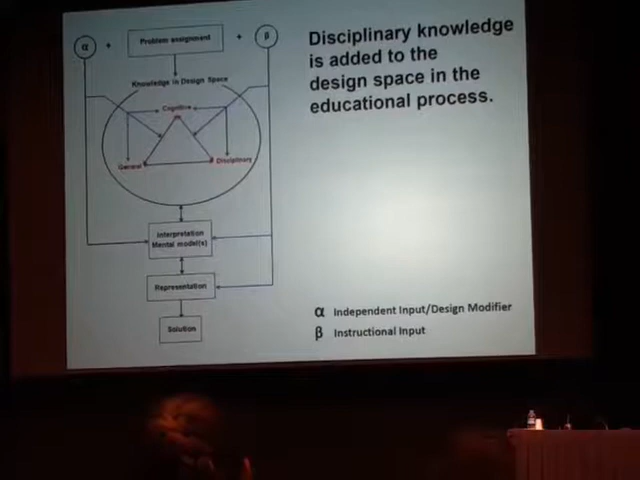 α + Problem assignment + β
Knowledge in Design Space
Cognitive
General
Disciplinary
Interpretation
Mental model(s)
Representation
Solution
Disciplinary knowledge
is added to the
design space in the
educational process.
α Independent Input/Design Modifier
β Instructional Input